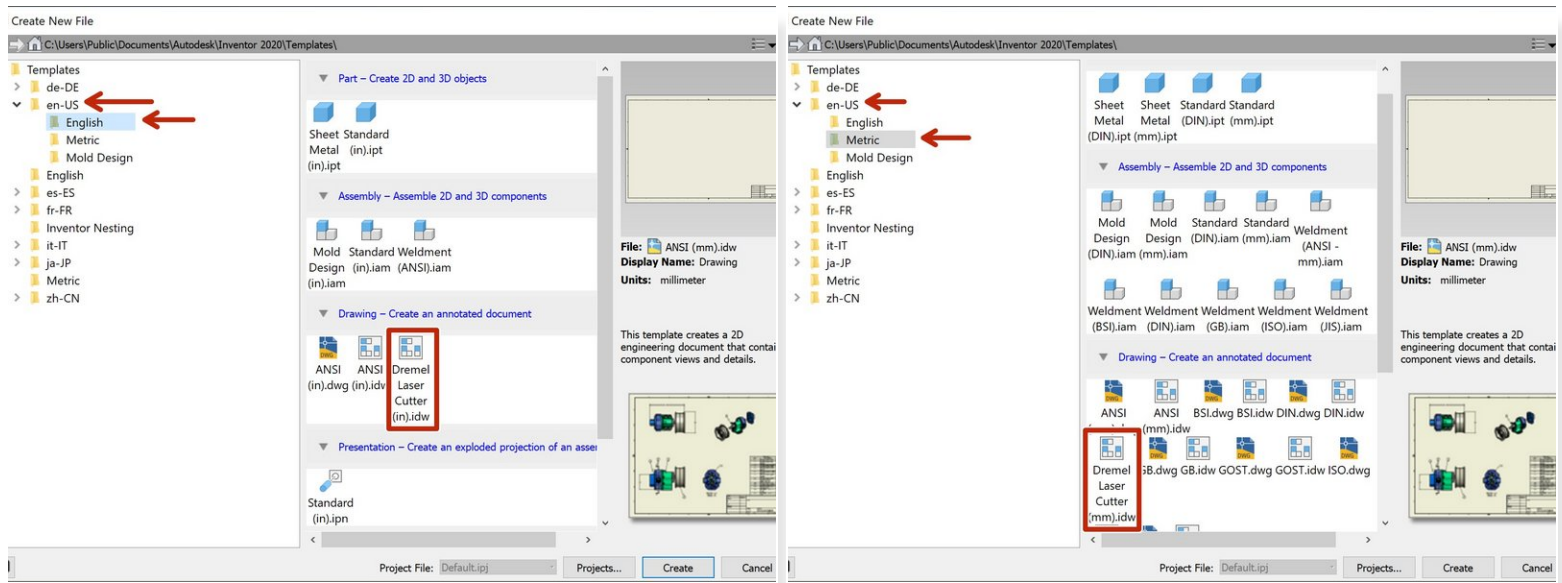 Create New File
C:\Users\Public\Documents\Autodesk\Inventor 2020\Templates\
Templates
de-DE
en-US
English
Metric
Mold Design
English
es-ES
fr-FR
Inventor Nesting
it-IT
ja-JP
Metric
zh-CN
Part – Create 2D and 3D objects
Sheet Metal (in).ipt
Standard (in).ipt
Assembly – Assemble 2D and 3D components
Mold Design (in).iam
Standard (in).iam
Weldment (ANSI).iam
Drawing – Create an annotated document
DWG
ANSI (in).dwg
ANSI (in).idw
Dremel Laser Cutter (in).idw
Presentation – Create an exploded projection of an asser
Standard (in).ipn
File: ANSI (mm).idw
Display Name: Drawing
Units: millimeter
This template creates a 2D
engineering document that contai
component views and details.
Project File: Default.ipj
Projects...
Create
Cancel
Create New File
C:\Users\Public\Documents\Autodesk\Inventor 2020\Templates\
Templates
de-DE
en-US
English
Metric
Mold Design
English
es-ES
fr-FR
Inventor Nesting
it-IT
ja-JP
Metric
zh-CN
Sheet Metal (DIN).ipt
Sheet Metal (mm).ipt
Standard (DIN).ipt
Standard (mm).ipt
Assembly – Assemble 2D and 3D components
Mold Design (DIN).iam
Mold Design (mm).iam
Standard (DIN).iam
Standard (mm).iam
Weldment (ANSI - mm).iam
Weldment (BSI).iam
Weldment (DIN).iam
Weldment (GB).iam
Weldment (ISO).iam
Weldment (JIS).iam
Drawing – Create an annotated document
DWG
DWG
DWG
ANSI
ANSI (mm).idw
BSI.dwg
BSI.idw
DIN.dwg
DIN.idw
DWG
DWG
DWG
Dremel Laser Cutter (mm).idw
GB.dwg
GB.idw
GOST.dwg
GOST.idw
ISO.dwg
File: ANSI (mm).idw
Display Name: Drawing
Units: millimeter
This template creates a 2D
engineering document that contai
component views and details.
Project File: Default.ipj
Projects...
Create
Cancel